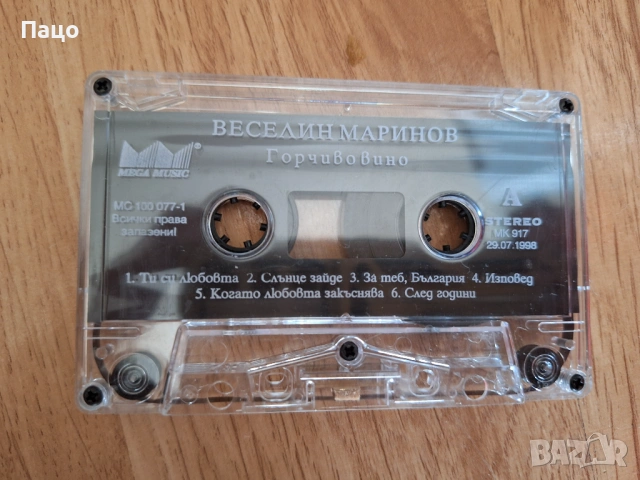 Пацо
ВЕСЕЛИН МАРИНОВ
Горчиво вино
MEGA MUSIC®
MC 100 077-1
Всички права
запазени!
A
STEREO
MK 917
29.07.1998
1. Ти си любовта 2. Слънце зайде 3. За теб, България 4. Изповед
5. Когато любовта закъснява 6. След години
BAZAR
bg